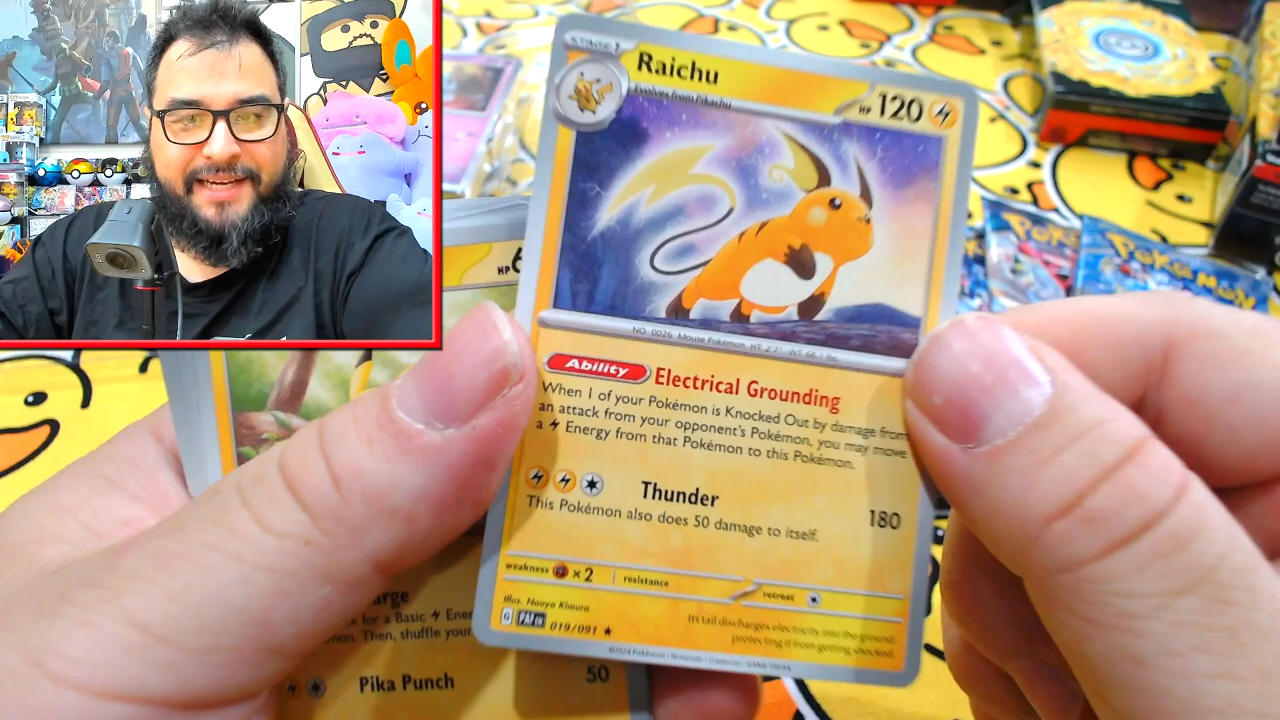 STAGE 1
Raichu
Evolves from Pikachu
HP 120
NO. 0026 Mouse Pokémon HT: 2'7" WT: 66.1 lbs.
Ability Electrical Grounding
When 1 of your Pokémon is Knocked Out by damage from
an attack from your opponent's Pokémon, you may move
a Energy from that Pokémon to this Pokémon.
Thunder 180
This Pokémon also does 50 damage to itself.
weakness ×2 resistance retreat
Illus. Naoyo Kimura
G PAF EN 019/091 ★
Its tail discharges electricity into the ground,
protecting it from getting shocked.
©2024 Pokémon / Nintendo / Creatures / GAME FREAK
HP 6
arge
for a Basic Ener
Then, shuffle your
Pika Punch 50
POKÉMON